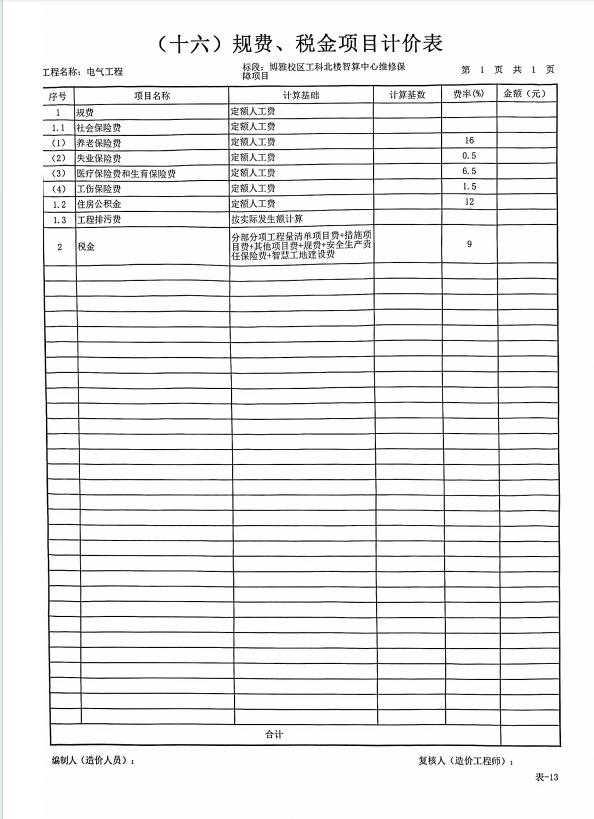 （十六）规费、税金项目计价表
工程名称：电气工程 标段：博雅校区工科北楼智算中心维修保障项目 第 1 页 共 1 页
序号 项目名称 计算基础 计算基数 费率(%) 金额（元）
1 规费 定额人工费
1.1 社会保险费 定额人工费
（1） 养老保险费 定额人工费 16
（2） 失业保险费 定额人工费 0.5
（3） 医疗保险费和生育保险费 定额人工费 6.5
（4） 工伤保险费 定额人工费 1.5
1.2 住房公积金 定额人工费 12
1.3 工程排污费 按实际发生额计算
2 税金 分部分项工程量清单项目费+措施项目费+其他项目费+规费+安全生产责任保险费+智慧工地建设费 9
合计
编制人（造价人员）： 复核人（造价工程师）：
表-13